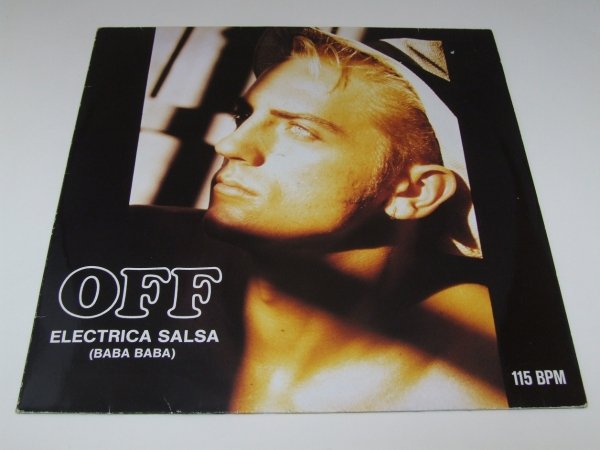 OFF
ELECTRICA SALSA
(BABA BABA)
115 BPM